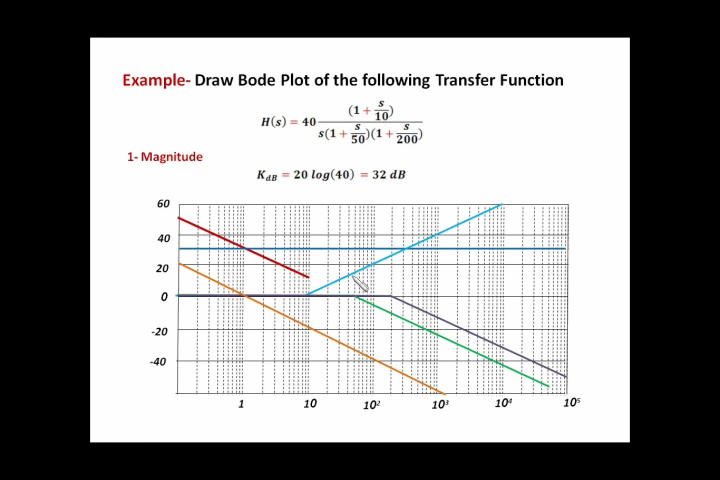 Example- Draw Bode Plot of the following Transfer Function
H(s) = 40 (1 + s/10) / s(1 + s/50)(1 + s/200)
1- Magnitude
K_dB = 20 log(40) = 32 dB
60
40
20
0
-20
-40
1 10 10² 10³ 10⁴ 10⁵